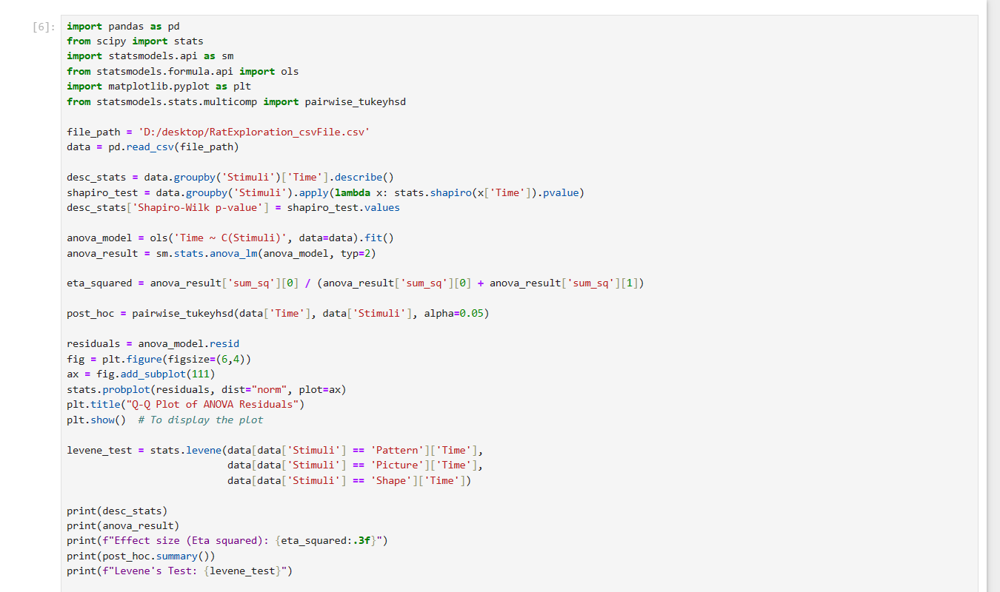 [6]:
import pandas as pd
from scipy import stats
import statsmodels.api as sm
from statsmodels.formula.api import ols
import matplotlib.pyplot as plt
from statsmodels.stats.multicomp import pairwise_tukeyhsd

file_path = 'D:/desktop/RatExploration_csvFile.csv'
data = pd.read_csv(file_path)

desc_stats = data.groupby('Stimuli')['Time'].describe()
shapiro_test = data.groupby('Stimuli').apply(lambda x: stats.shapiro(x['Time']).pvalue)
desc_stats['Shapiro-Wilk p-value'] = shapiro_test.values

anova_model = ols('Time ~ C(Stimuli)', data=data).fit()
anova_result = sm.stats.anova_lm(anova_model, typ=2)

eta_squared = anova_result['sum_sq'][0] / (anova_result['sum_sq'][0] + anova_result['sum_sq'][1])

post_hoc = pairwise_tukeyhsd(data['Time'], data['Stimuli'], alpha=0.05)

residuals = anova_model.resid
fig = plt.figure(figsize=(6,4))
ax = fig.add_subplot(111)
stats.probplot(residuals, dist="norm", plot=ax)
plt.title("Q-Q Plot of ANOVA Residuals")
plt.show()  # To display the plot

levene_test = stats.levene(data[data['Stimuli'] == 'Pattern']['Time'],
                           data[data['Stimuli'] == 'Picture']['Time'],
                           data[data['Stimuli'] == 'Shape']['Time'])

print(desc_stats)
print(anova_result)
print(f"Effect size (Eta squared): {eta_squared:.3f}")
print(post_hoc.summary())
print(f"Levene's Test: {levene_test}")